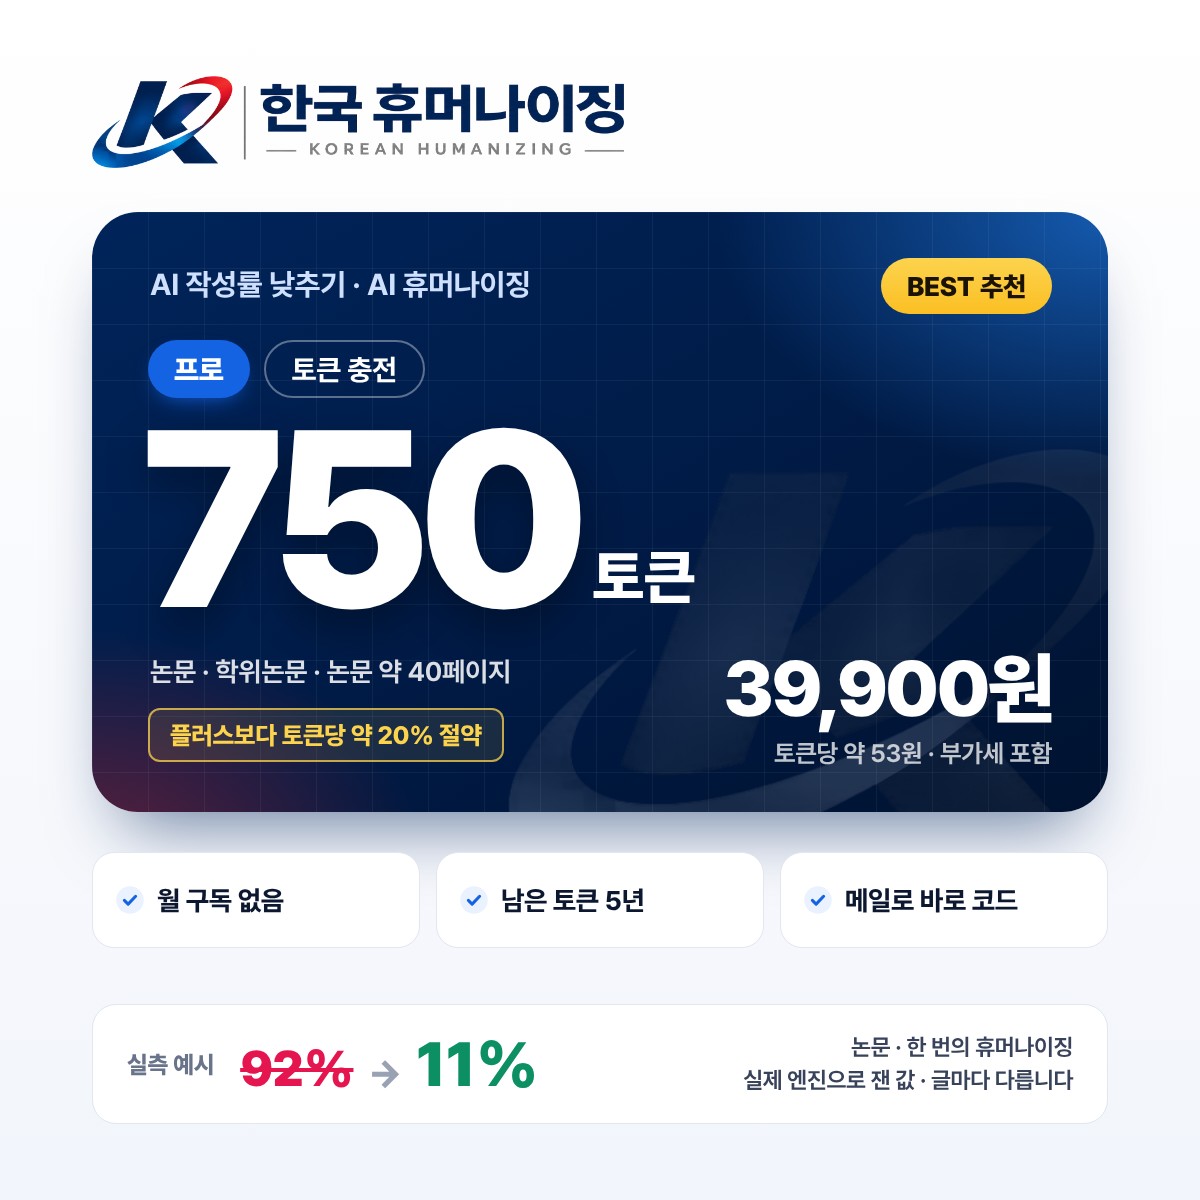 한국 휴머나이징
KOREAN HUMANIZING
AI 작성률 낮추기 · AI 휴머나이징
BEST 추천
프로
토큰 충전
750 토큰
논문 · 학위논문 · 논문 약 40페이지
플러스보다 토큰당 약 20% 절약
39,900원
토큰당 약 53원 · 부가세 포함
월 구독 없음
남은 토큰 5년
메일로 바로 코드
실측 예시
92% → 11%
논문 · 한 번의 휴머나이징
실제 엔진으로 잰 값 · 글마다 다릅니다